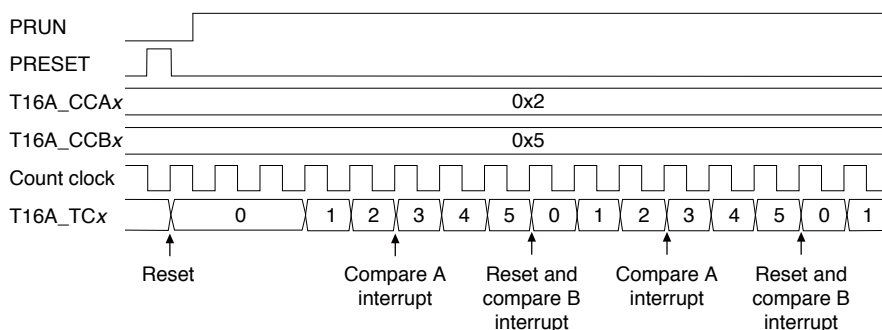 PRUN
PRESET
T16A_CCAx 0x2
T16A_CCBx 0x5
Count clock
T16A_TCx 0 1 2 3 4 5 0 1 2 3 4 5 0 1
Reset Compare A Reset and Compare A Reset and
interrupt compare B interrupt compare B
interrupt interrupt